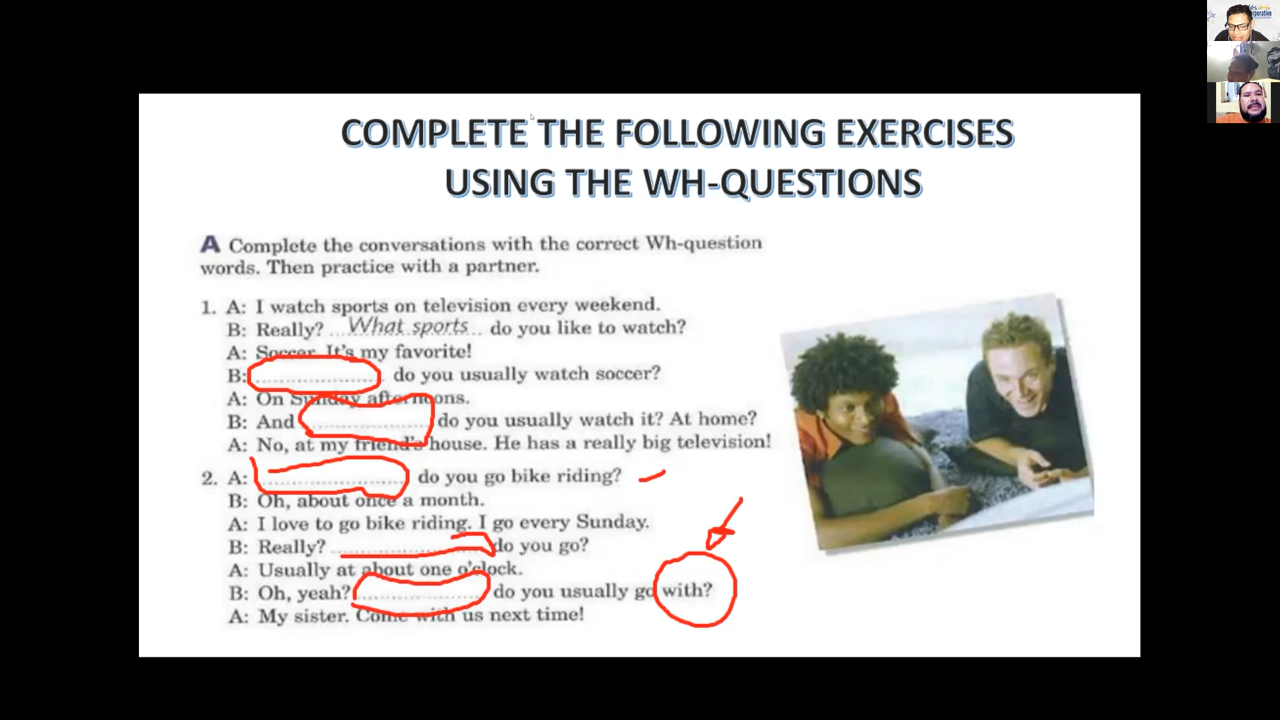 COMPLETE THE FOLLOWING EXERCISES
USING THE WH-QUESTIONS
A Complete the conversations with the correct Wh-question
words. Then practice with a partner.
1. A: I watch sports on television every weekend.
B: Really? ...What sports... do you like to watch?
A: Soccer. It's my favorite!
B: .................... do you usually watch soccer?
A: On Sunday afternoons.
B: And .................... do you usually watch it? At home?
A: No, at my friend's house. He has a really big television!
2. A: .................... do you go bike riding?
B: Oh, about once a month.
A: I love to go bike riding. I go every Sunday.
B: Really? .................... do you go?
A: Usually at about one o'clock.
B: Oh, yeah? .................... do you usually go with?
A: My sister. Come with us next time!